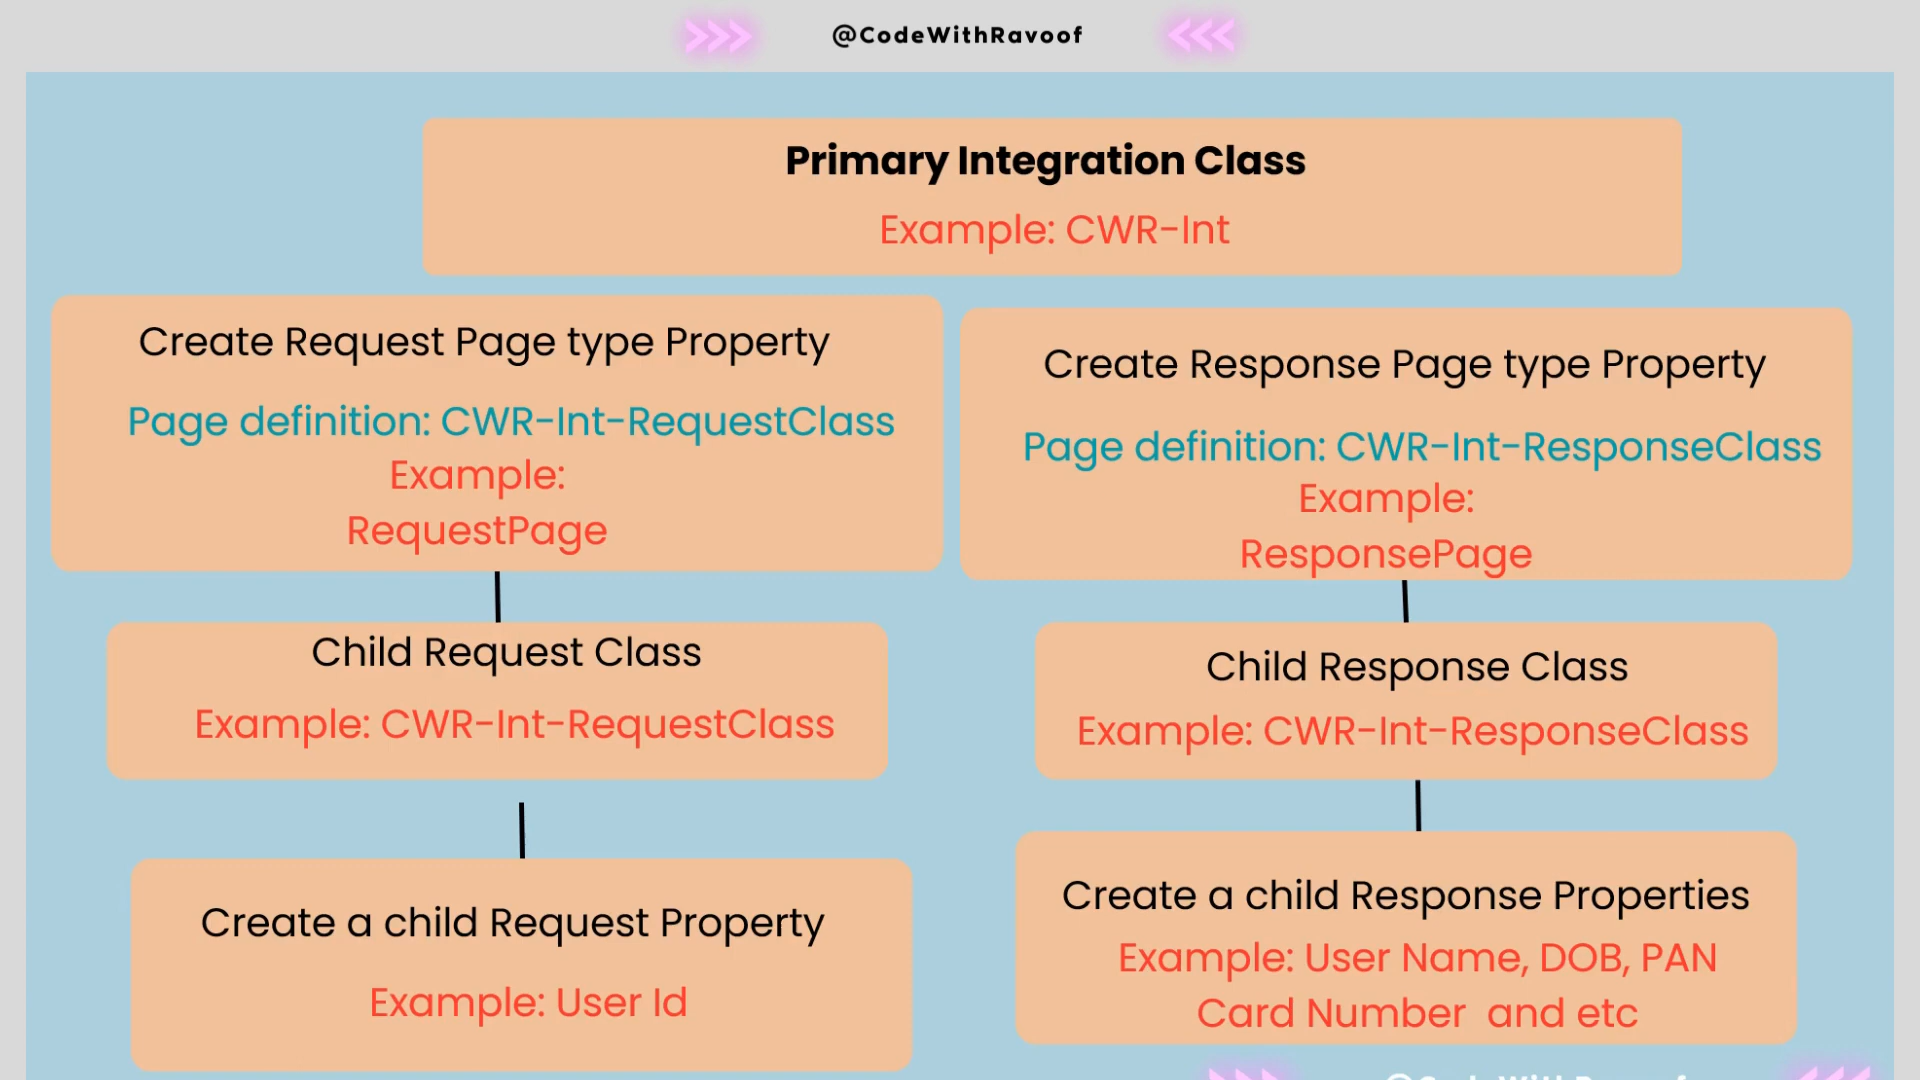 @CodeWithRavoof
Primary Integration Class
Example: CWR-Int
Create Request Page type Property
Page definition: CWR-Int-RequestClass
Example:
RequestPage
Create Response Page type Property
Page definition: CWR-Int-ResponseClass
Example:
ResponsePage
Child Request Class
Example: CWR-Int-RequestClass
Child Response Class
Example: CWR-Int-ResponseClass
Create a child Request Property
Example: User Id
Create a child Response Properties
Example: User Name, DOB, PAN
Card Number and etc